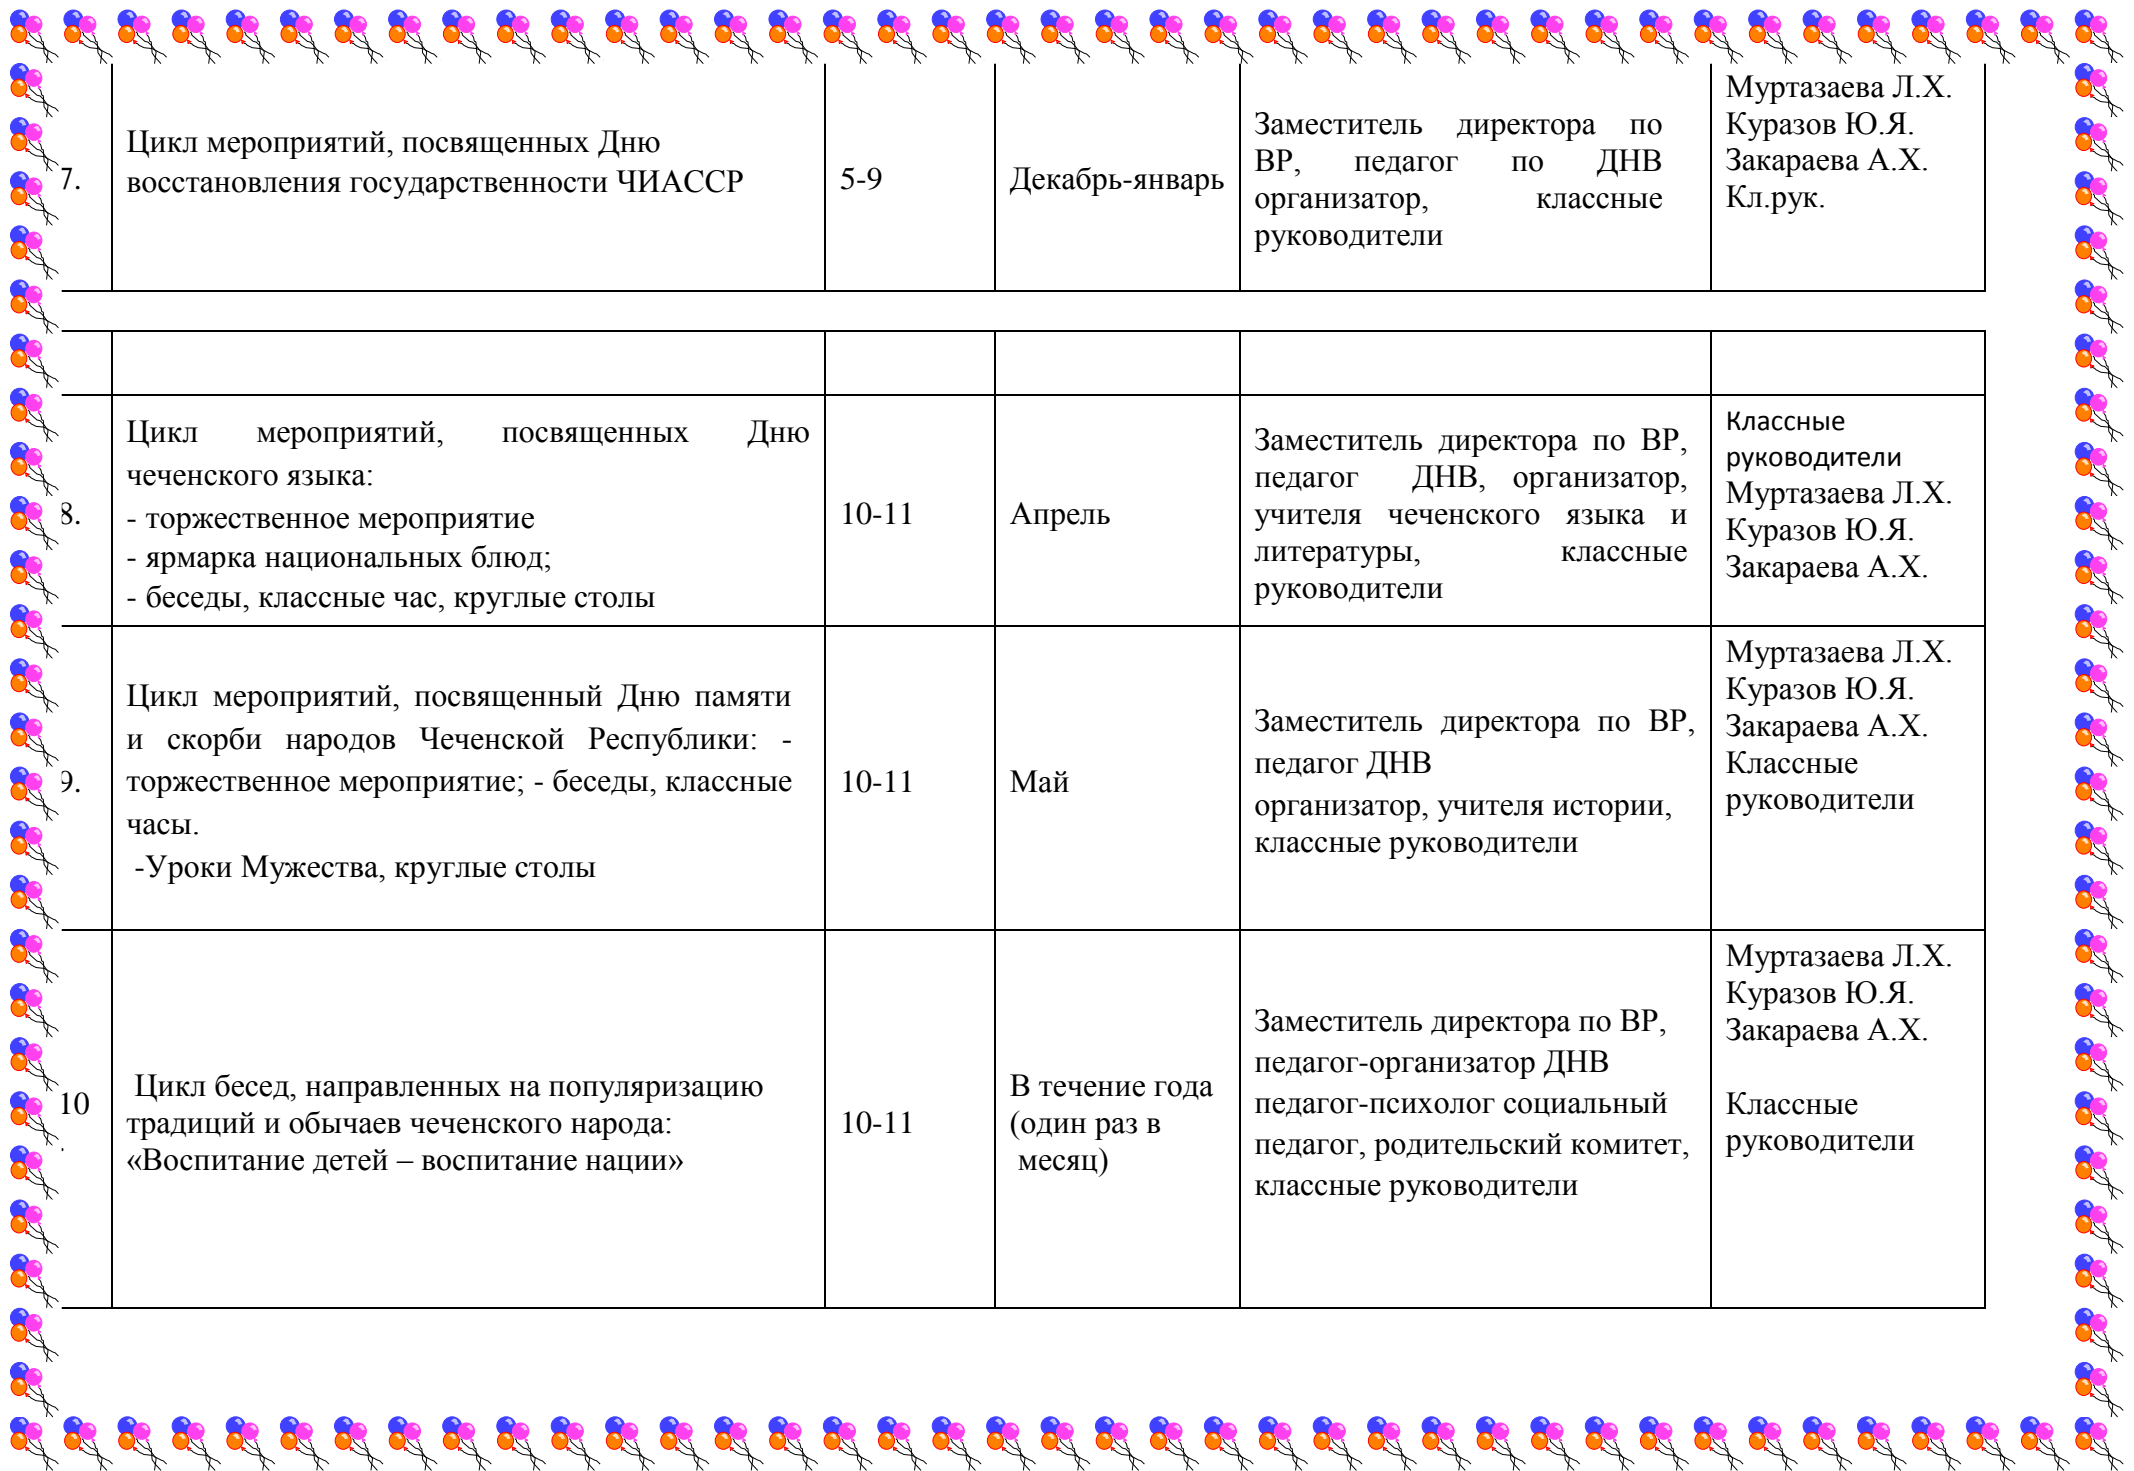 7.
Цикл мероприятий, посвященных Дню
восстановления государственности ЧИАССР
5-9
Декабрь-январь
Заместитель директора по
ВР, педагог по ДНВ
организатор, классные
руководители
Муртазаева Л.Х.
Куразов Ю.Я.
Закараева А.Х.
Кл.рук.
8.
Цикл мероприятий, посвященных Дню
чеченского языка:
- торжественное мероприятие
- ярмарка национальных блюд;
- беседы, классные час, круглые столы
10-11
Апрель
Заместитель директора по ВР,
педагог ДНВ, организатор,
учителя чеченского языка и
литературы, классные
руководители
Классные
руководители
Муртазаева Л.Х.
Куразов Ю.Я.
Закараева А.Х.
9.
Цикл мероприятий, посвященный Дню памяти
и скорби народов Чеченской Республики: -
торжественное мероприятие; - беседы, классные
часы.
-Уроки Мужества, круглые столы
10-11
Май
Заместитель директора по ВР,
педагог ДНВ
организатор, учителя истории,
классные руководители
Муртазаева Л.Х.
Куразов Ю.Я.
Закараева А.Х.
Классные
руководители
10
.
Цикл бесед, направленных на популяризацию
традиций и обычаев чеченского народа:
«Воспитание детей – воспитание нации»
10-11
В течение года
(один раз в
месяц)
Заместитель директора по ВР,
педагог-организатор ДНВ
педагог-психолог социальный
педагог, родительский комитет,
классные руководители
Муртазаева Л.Х.
Куразов Ю.Я.
Закараева А.Х.
Классные
руководители